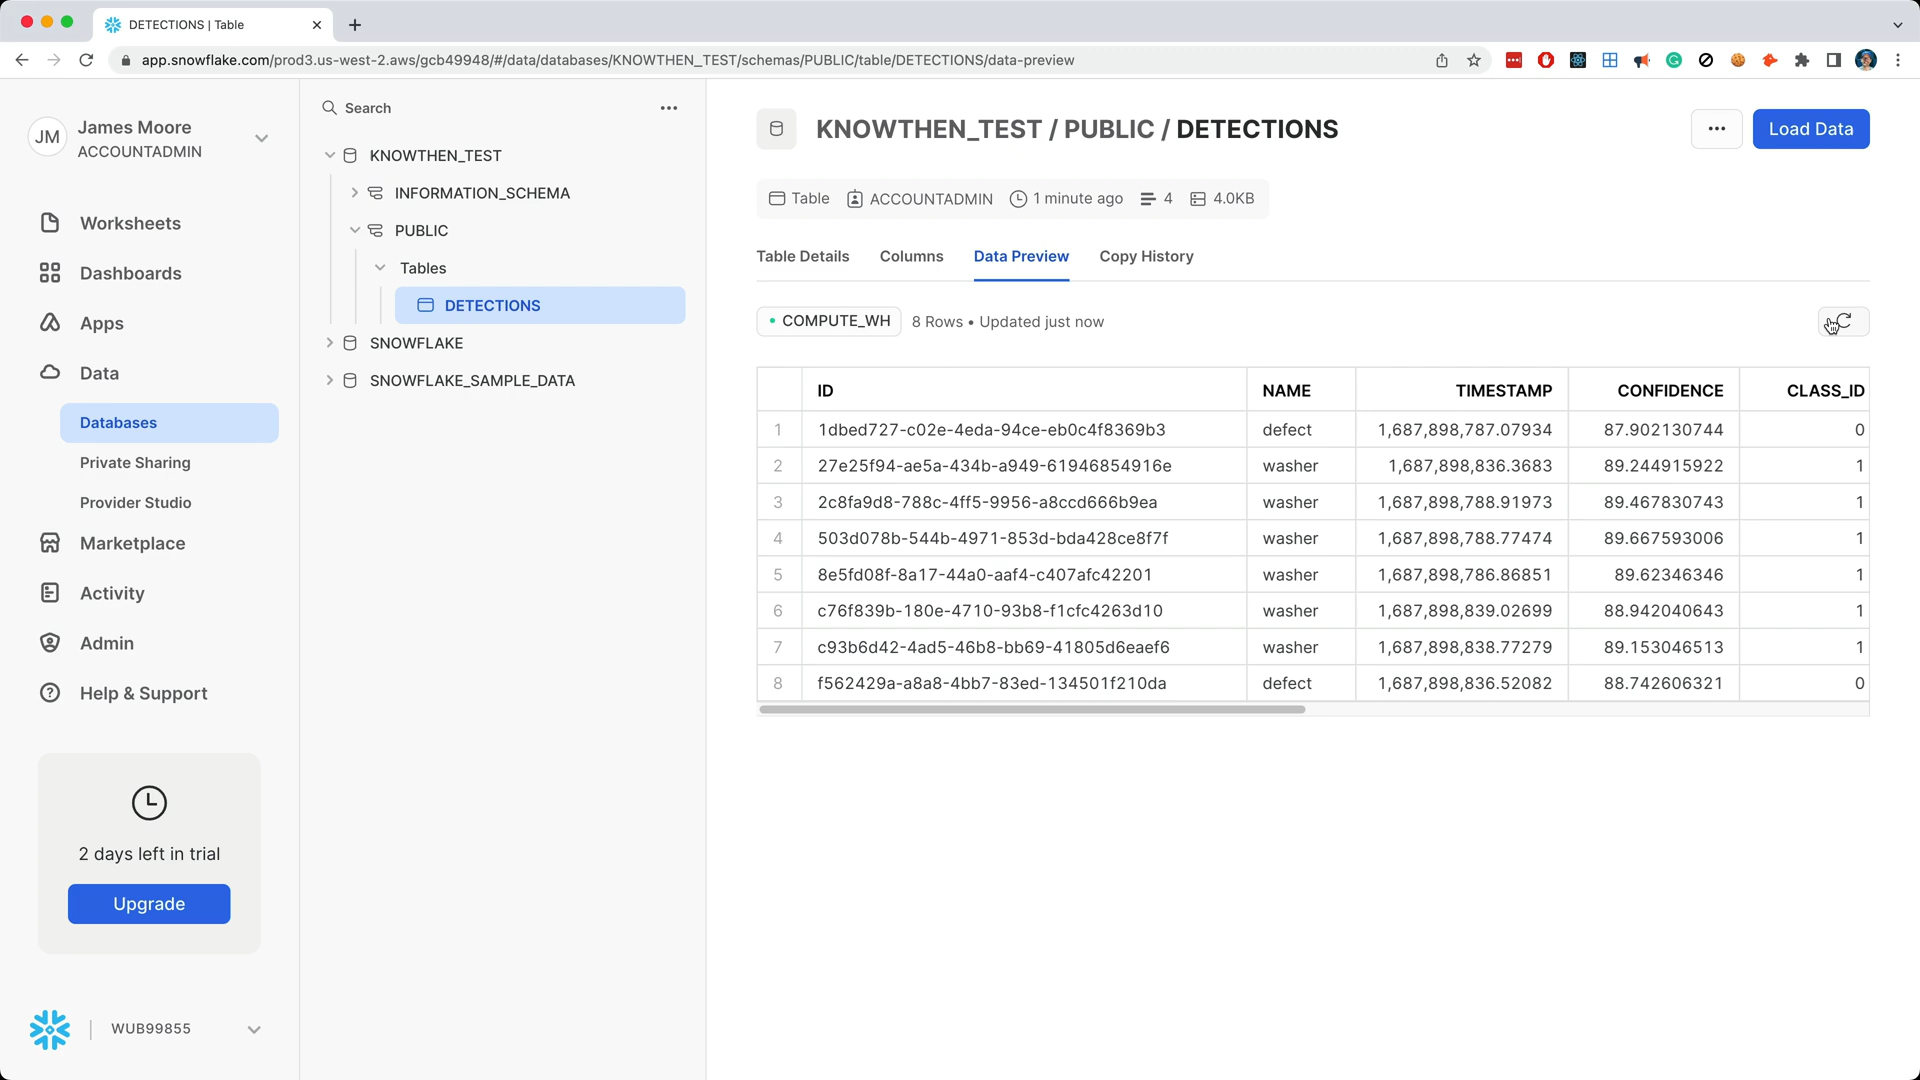 DETECTIONS | Table
app.snowflake.com/prod3.us-west-2.aws/gcb49948/#/data/databases/KNOWTHEN_TEST/schemas/PUBLIC/table/DETECTIONS/data-preview
JM
James Moore
ACCOUNTADMIN
Worksheets
Dashboards
Apps
Data
Databases
Private Sharing
Provider Studio
Marketplace
Activity
Admin
Help & Support
2 days left in trial
Upgrade
WUB99855
Search
KNOWTHEN_TEST
INFORMATION_SCHEMA
PUBLIC
Tables
DETECTIONS
SNOWFLAKE
SNOWFLAKE_SAMPLE_DATA
KNOWTHEN_TEST / PUBLIC / DETECTIONS
Load Data
Table ACCOUNTADMIN 1 minute ago 4 4.0KB
Table Details Columns Data Preview Copy History
COMPUTE_WH 8 Rows • Updated just now
ID NAME TIMESTAMP CONFIDENCE CLASS_ID
1 1dbed727-c02e-4eda-94ce-eb0c4f8369b3 defect 1,687,898,787.07934 87.902130744 0
2 27e25f94-ae5a-434b-a949-61946854916e washer 1,687,898,836.3683 89.244915922 1
3 2c8fa9d8-788c-4ff5-9956-a8ccd666b9ea washer 1,687,898,788.91973 89.467830743 1
4 503d078b-544b-4971-853d-bda428ce8f7f washer 1,687,898,788.77474 89.667593006 1
5 8e5fd08f-8a17-44a0-aaf4-c407afc42201 washer 1,687,898,786.86851 89.62346346 1
6 c76f839b-180e-4710-93b8-f1cfc4263d10 washer 1,687,898,839.02699 88.942040643 1
7 c93b6d42-4ad5-46b8-bb69-41805d6eaef6 washer 1,687,898,838.77279 89.153046513 1
8 f562429a-a8a8-4bb7-83ed-134501f210da defect 1,687,898,836.52082 88.742606321 0